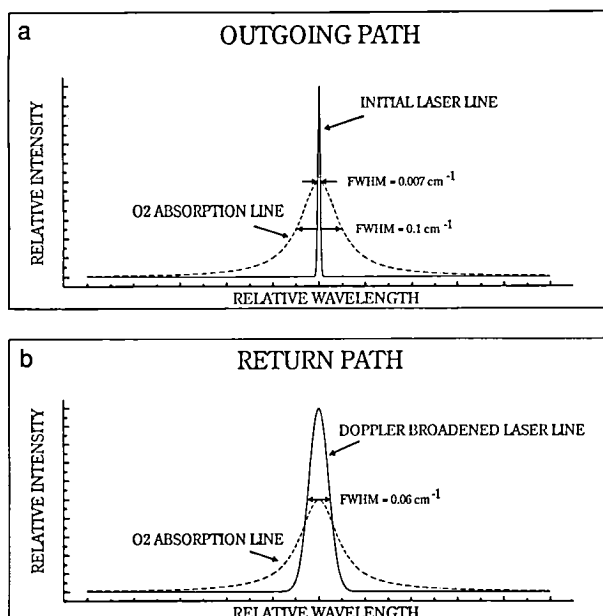 a
OUTGOING PATH
INITIAL LASER LINE
FWHM = 0.007 cm⁻¹
O2 ABSORPTION LINE
FWHM = 0.1 cm⁻¹
RELATIVE INTENSITY
RELATIVE WAVELENGTH
b
RETURN PATH
DOPPLER BROADENED LASER LINE
FWHM = 0.06 cm⁻¹
O2 ABSORPTION LINE
RELATIVE INTENSITY
RELATIVE WAVELENGTH